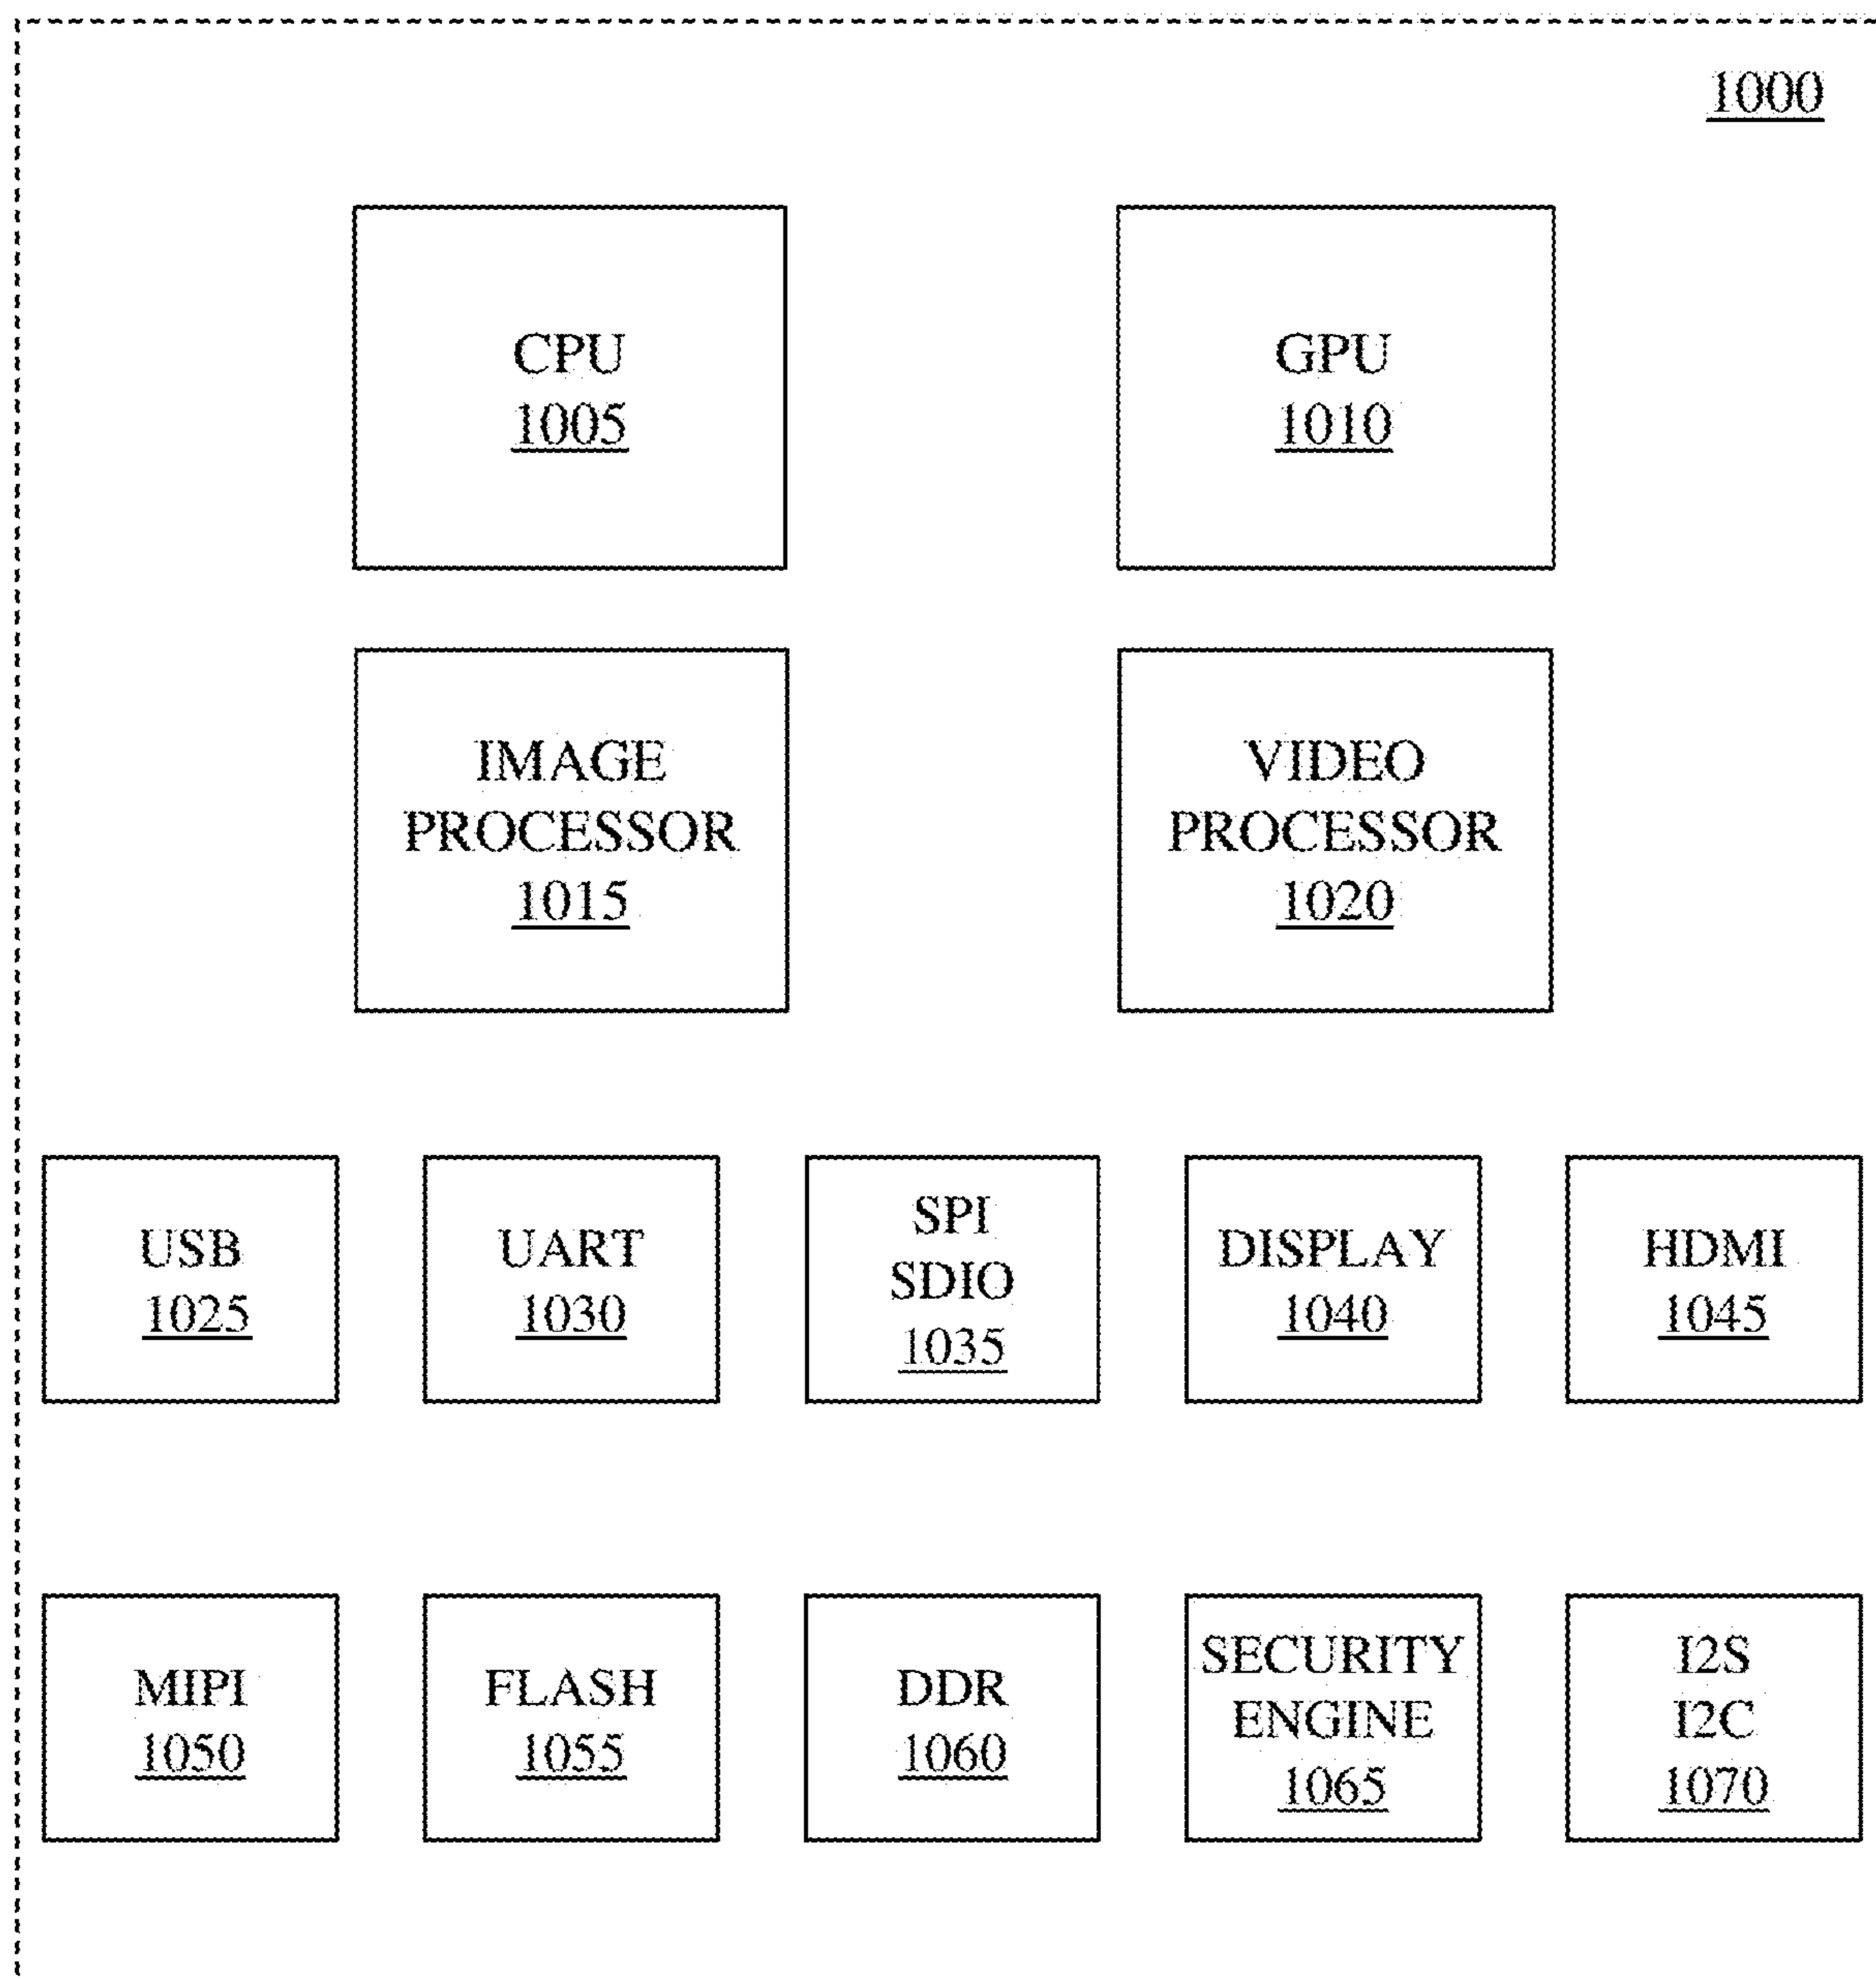 1000
CPU
1005
GPU
1010
IMAGE
PROCESSOR
1015
VIDEO
PROCESSOR
1020
USB
1025
UART
1030
SPI
SDIO
1035
DISPLAY
1040
HDMI
1045
MIPI
1050
FLASH
1055
DDR
1060
SECURITY
ENGINE
1065
I2S
I2C
1070